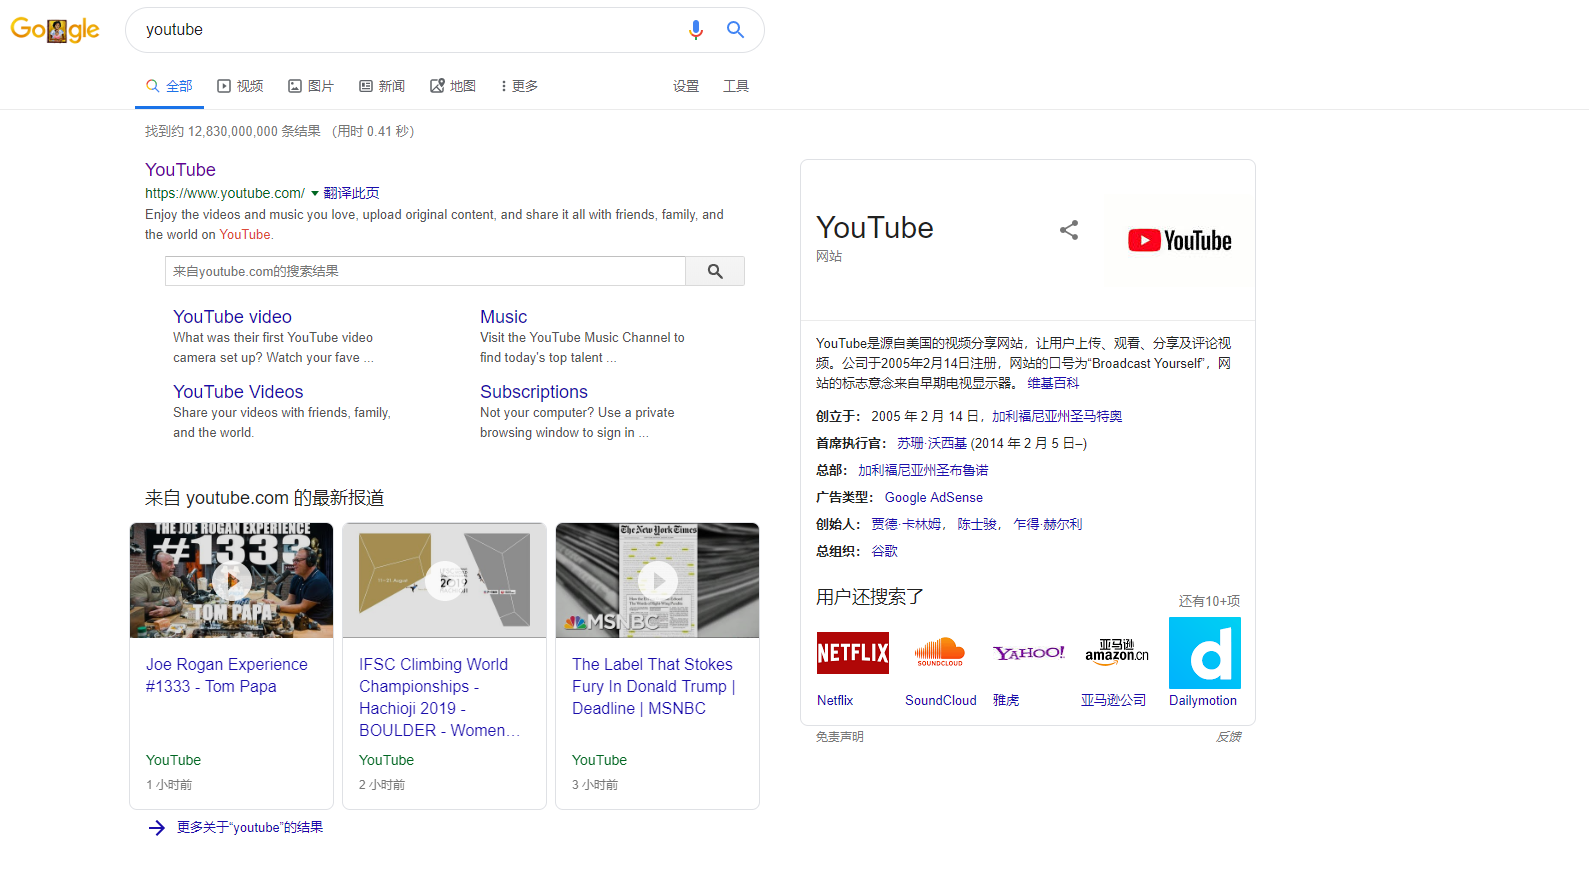 Google
youtube
全部
视频
图片
新闻
地图
更多
设置
工具
找到约 12,830,000,000 条结果 （用时 0.41 秒）
YouTube
https://www.youtube.com/ 翻译此页
Enjoy the videos and music you love, upload original content, and share it all with friends, family, and
the world on YouTube.
来自youtube.com的搜索结果
YouTube video
What was their first YouTube video
camera set up? Watch your fave ...
Music
Visit the YouTube Music Channel to
find today's top talent ...
YouTube Videos
Share your videos with friends, family,
and the world.
Subscriptions
Not your computer? Use a private
browsing window to sign in ...
来自 youtube.com 的最新报道
THE JOE ROGAN EXPERIENCE
#1333
TOM PAPA
Joe Rogan Experience
#1333 - Tom Papa
YouTube
1 小时前
2019
IFSC Climbing World
Championships -
Hachioji 2019 -
BOULDER - Women…
YouTube
2 小时前
The New York Times
MSNBC
The Label That Stokes
Fury In Donald Trump |
Deadline | MSNBC
YouTube
3 小时前
更多关于“youtube”的结果
YouTube
网站
YouTube
YouTube是源自美国的视频分享网站，让用户上传、观看、分享及评论视
频。公司于2005年2月14日注册，网站的口号为“Broadcast Yourself”，网
站的标志意念来自早期电视显示器。 维基百科
创立于： 2005 年 2 月 14 日，加利福尼亚州圣马特奥
首席执行官： 苏珊·沃西基 (2014 年 2 月 5 日–)
总部： 加利福尼亚州圣布鲁诺
广告类型： Google AdSense
创始人： 贾德·卡林姆， 陈士骏， 乍得·赫尔利
总组织： 谷歌
用户还搜索了
还有10+项
NETFLIX
SOUNDCLOUD
YAHOO!
亚马逊
amazon.cn
d
Netflix
SoundCloud
雅虎
亚马逊公司
Dailymotion
免责声明
反馈